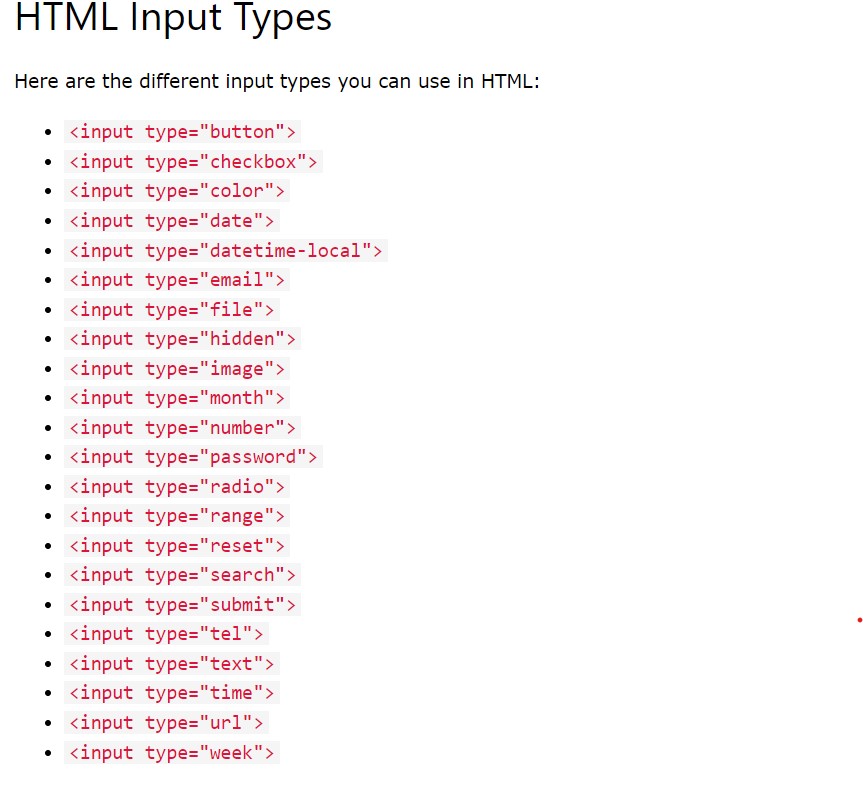 HTML Input Types
Here are the different input types you can use in HTML:
<input type="button">
<input type="checkbox">
<input type="color">
<input type="date">
<input type="datetime-local">
<input type="email">
<input type="file">
<input type="hidden">
<input type="image">
<input type="month">
<input type="number">
<input type="password">
<input type="radio">
<input type="range">
<input type="reset">
<input type="search">
<input type="submit">
<input type="tel">
<input type="text">
<input type="time">
<input type="url">
<input type="week">